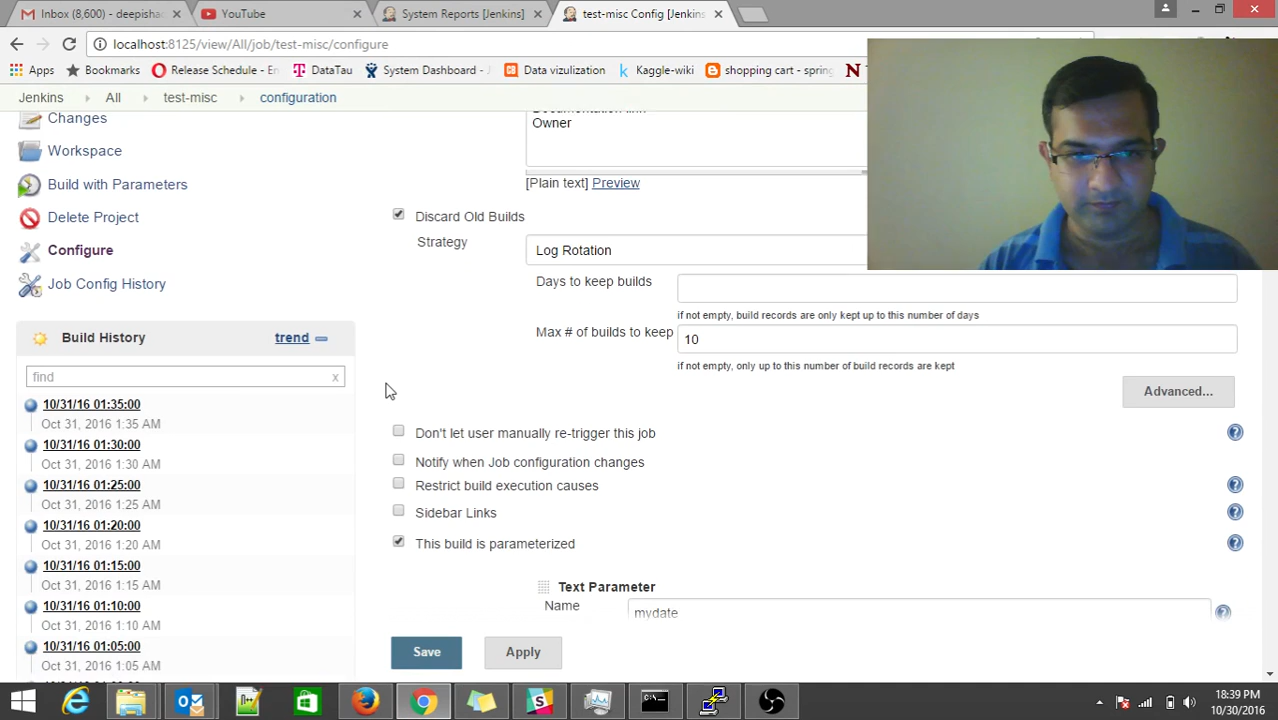 Inbox (8,600) - deepisha
YouTube
System Reports [Jenkins]
test-misc Config [Jenkins]
localhost:8125/view/All/job/test-misc/configure
Apps
Bookmarks
Release Schedule - En
DataTau
System Dashboard - J
Data vizulization
Kaggle-wiki
shopping cart - spring
Jenkins
All
test-misc
configuration
Changes
Workspace
Build with Parameters
Delete Project
Configure
Job Config History
Build History
trend
find
x
10/31/16 01:35:00
Oct 31, 2016 1:35 AM
10/31/16 01:30:00
Oct 31, 2016 1:30 AM
10/31/16 01:25:00
Oct 31, 2016 1:25 AM
10/31/16 01:20:00
Oct 31, 2016 1:20 AM
10/31/16 01:15:00
Oct 31, 2016 1:15 AM
10/31/16 01:10:00
Oct 31, 2016 1:10 AM
10/31/16 01:05:00
Oct 31, 2016 1:05 AM
Owner
[Plain text] Preview
Discard Old Builds
Strategy
Log Rotation
Days to keep builds
if not empty, build records are only kept up to this number of days
Max # of builds to keep
10
if not empty, only up to this number of build records are kept
Advanced...
Don't let user manually re-trigger this job
Notify when Job configuration changes
Restrict build execution causes
Sidebar Links
This build is parameterized
Text Parameter
Name
mydate
Save
Apply
18:39 PM
10/30/2016